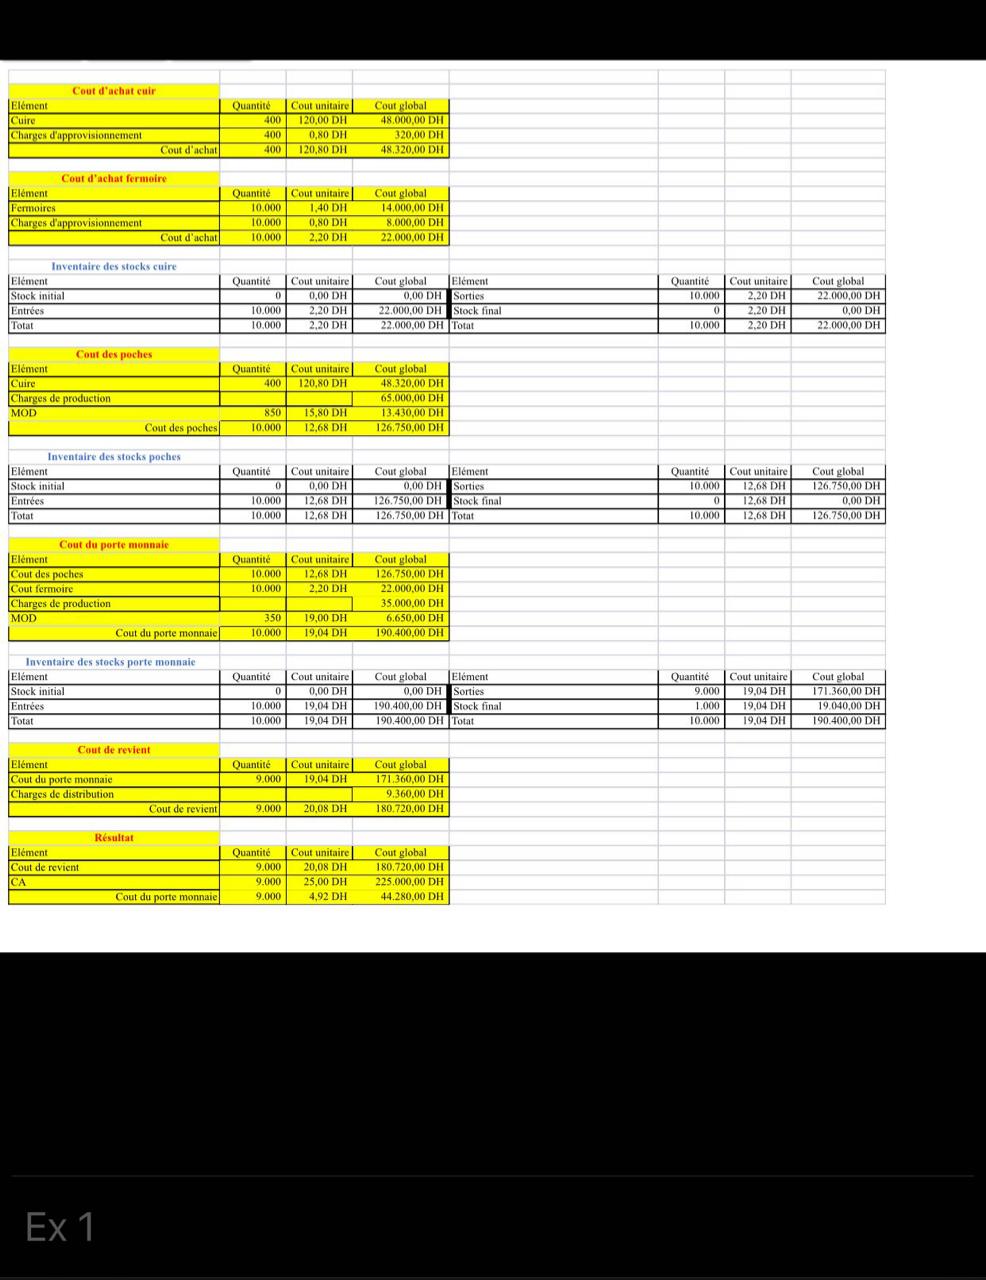 Cout d'achat cuir
Elément Quantité Cout unitaire Cout global
Cuire 400 120,00 DH 48.000,00 DH
Charges d'approvisionnement 400 0,80 DH 320,00 DH
Cout d'achat 400 120,80 DH 48.320,00 DH
Cout d'achat fermoire
Elément Quantité Cout unitaire Cout global
Fermoires 10.000 1,40 DH 14.000,00 DH
Charges d'approvisionnement 10.000 0,80 DH 8.000,00 DH
Cout d'achat 10.000 2,20 DH 22.000,00 DH
Inventaire des stocks cuire
Elément Quantité Cout unitaire Cout global Elément Quantité Cout unitaire Cout global
Stock initial 0 0,00 DH 0,00 DH Sorties 10.000 2,20 DH 22.000,00 DH
Entrées 10.000 2,20 DH 22.000,00 DH Stock final 0 2,20 DH 0,00 DH
Totat 10.000 2,20 DH 22.000,00 DH Totat 10.000 2,20 DH 22.000,00 DH
Cout des poches
Elément Quantité Cout unitaire Cout global
Cuire 400 120,80 DH 48.320,00 DH
Charges de production 65.000,00 DH
MOD 850 15,80 DH 13.430,00 DH
Cout des poches 10.000 12,68 DH 126.750,00 DH
Inventaire des stocks poches
Elément Quantité Cout unitaire Cout global Elément Quantité Cout unitaire Cout global
Stock initial 0 0,00 DH 0,00 DH Sorties 10.000 12,68 DH 126.750,00 DH
Entrées 10.000 12,68 DH 126.750,00 DH Stock final 0 12,68 DH 0,00 DH
Totat 10.000 12,68 DH 126.750,00 DH Totat 10.000 12,68 DH 126.750,00 DH
Cout du porte monnaie
Elément Quantité Cout unitaire Cout global
Cout des poches 10.000 12,68 DH 126.750,00 DH
Cout fermoire 10.000 2,20 DH 22.000,00 DH
Charges de production 35.000,00 DH
MOD 350 19,00 DH 6.650,00 DH
Cout du porte monnaie 10.000 19,04 DH 190.400,00 DH
Inventaire des stocks porte monnaie
Elément Quantité Cout unitaire Cout global Elément Quantité Cout unitaire Cout global
Stock initial 0 0,00 DH 0,00 DH Sorties 9.000 19,04 DH 171.360,00 DH
Entrées 10.000 19,04 DH 190.400,00 DH Stock final 1.000 19,04 DH 19.040,00 DH
Totat 10.000 19,04 DH 190.400,00 DH Totat 10.000 19,04 DH 190.400,00 DH
Cout de revient
Elément Quantité Cout unitaire Cout global
Cout du porte monnaie 9.000 19,04 DH 171.360,00 DH
Charges de distribution 9.360,00 DH
Cout de revient 9.000 20,08 DH 180.720,00 DH
Résultat
Elément Quantité Cout unitaire Cout global
Cout de revient 9.000 20,08 DH 180.720,00 DH
CA 9.000 25,00 DH 225.000,00 DH
Cout du porte monnaie 9.000 4,92 DH 44.280,00 DH
Ex 1